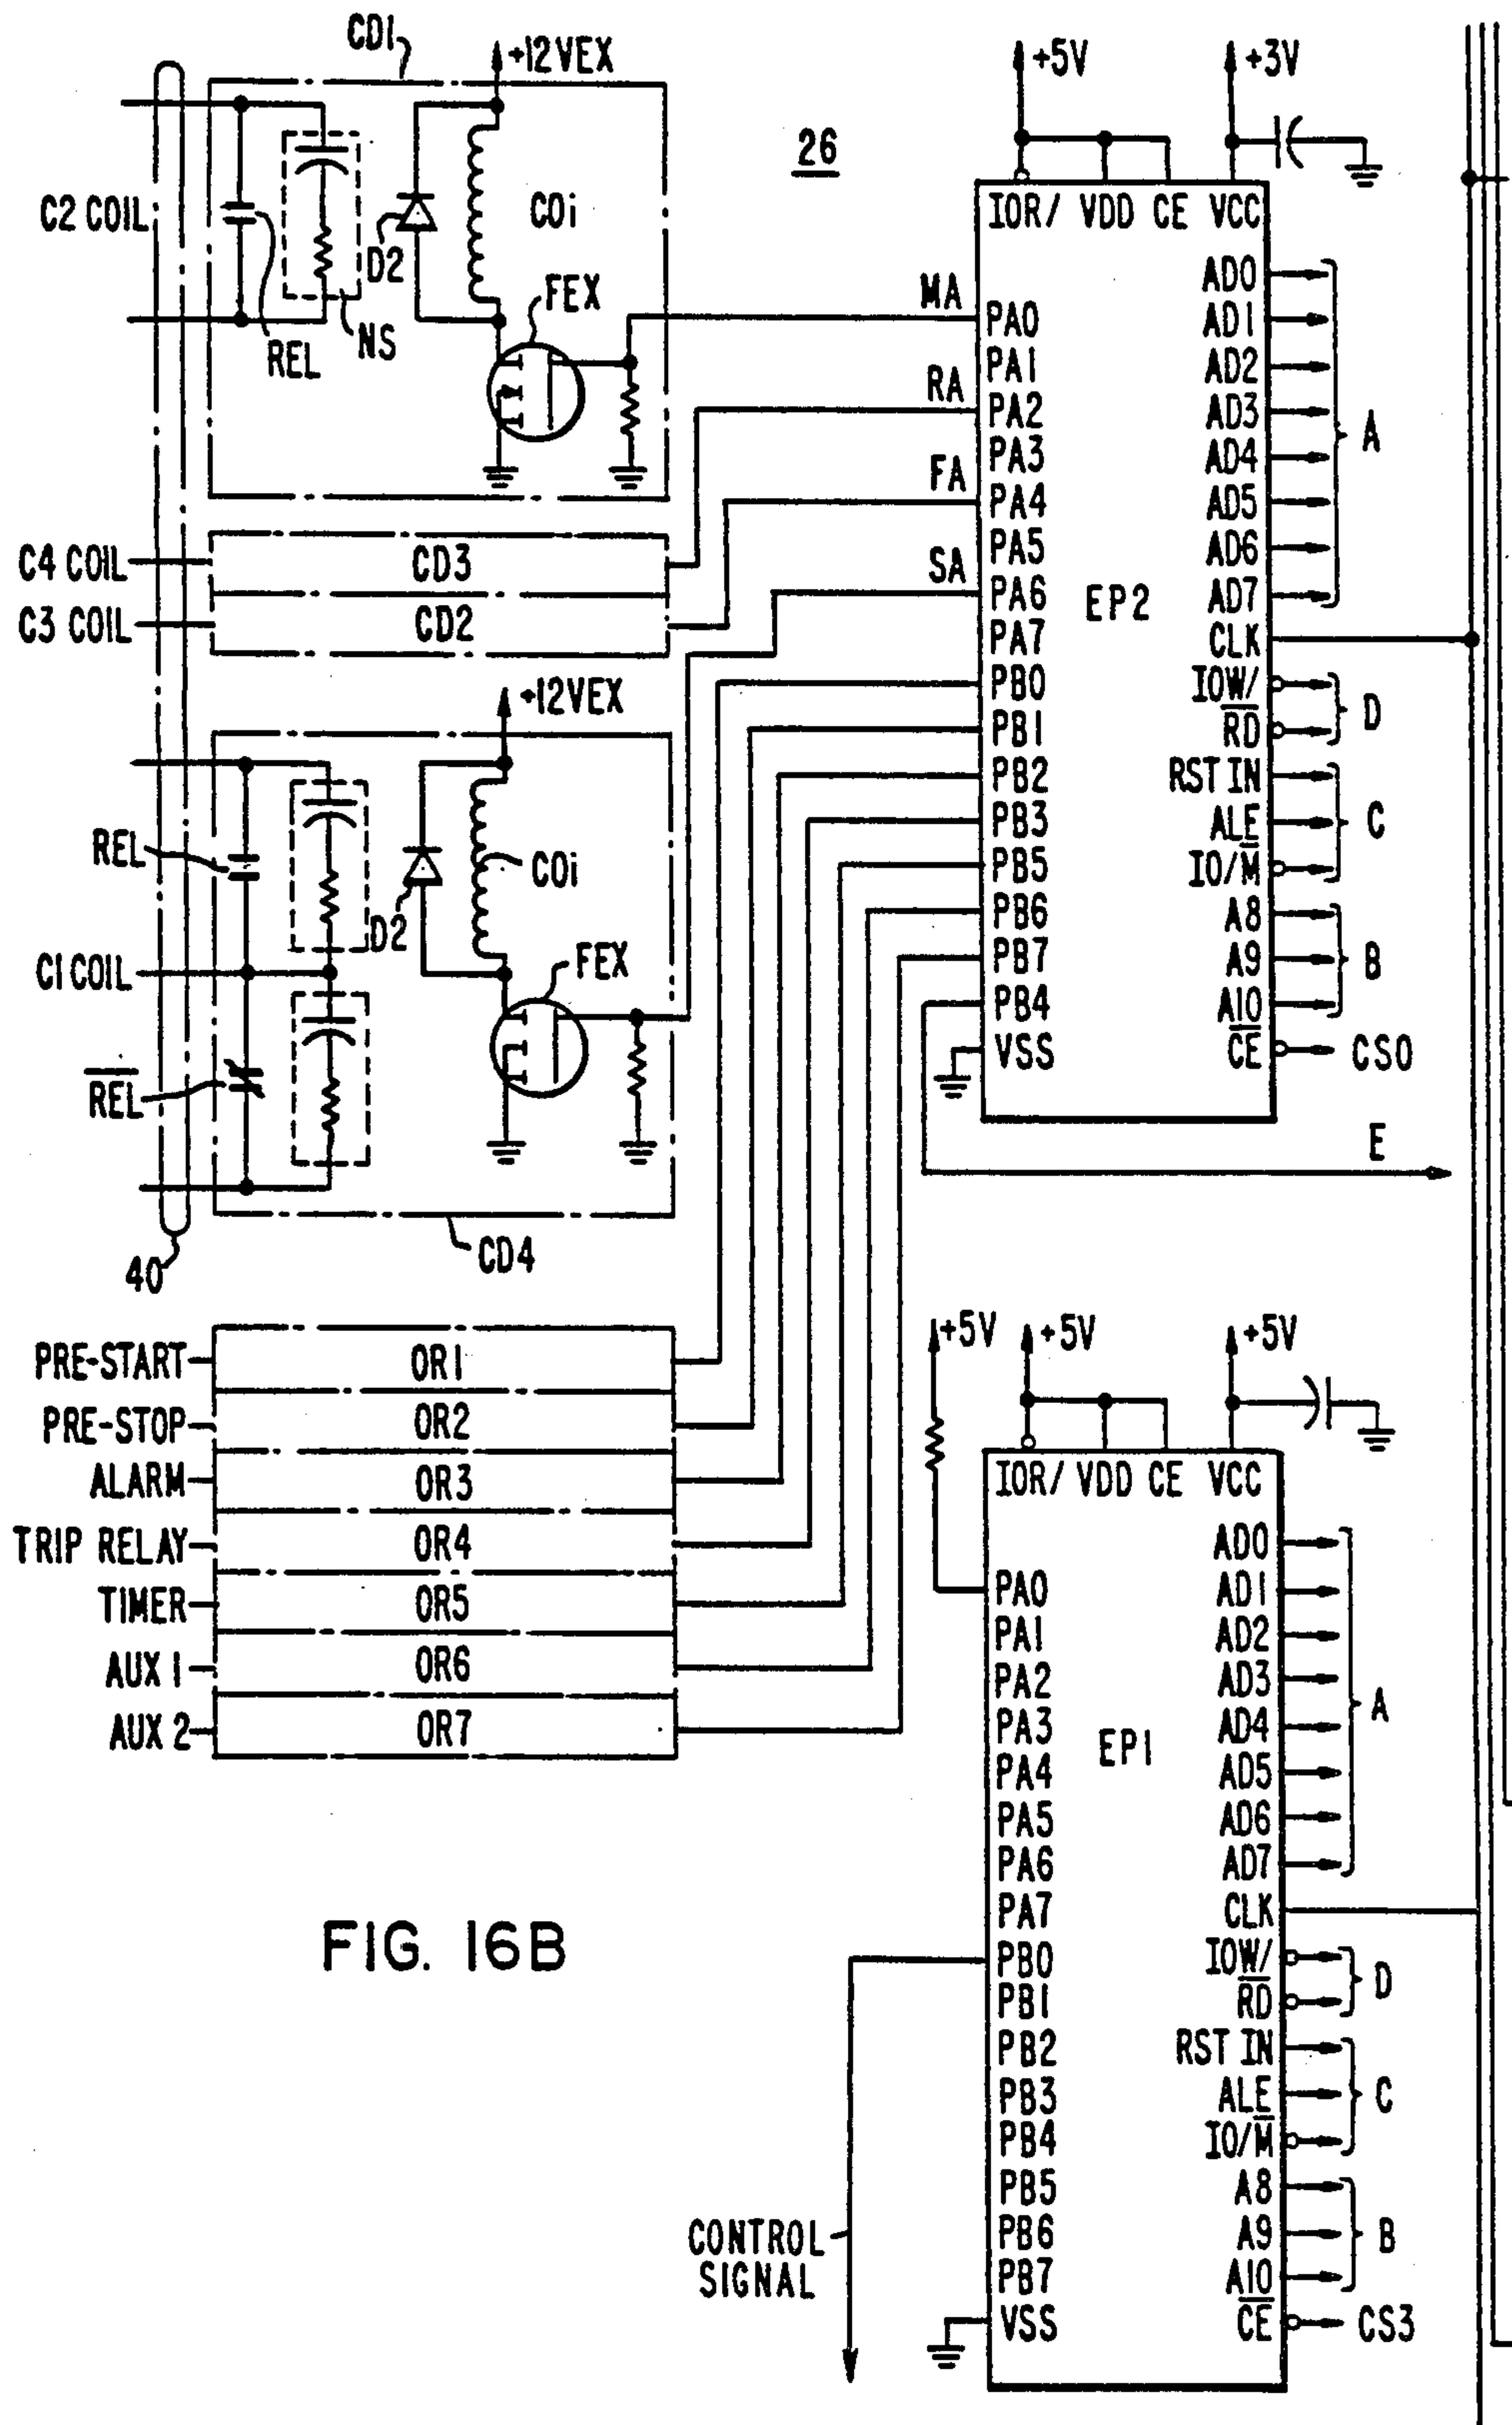 CD1
+12VEX
+5V
+3V
26
C2 COIL
D2
COi
IOR/ VDD CE VCC
REL
NS
FEX
MA
RA
FA
SA
PA0
PA1
PA2
PA3
PA4
PA5
PA6
PA7
PB0
PB1
PB2
PB3
PB5
PB6
PB7
PB4
VSS
EP2
AD0
AD1
AD2
AD3
AD4
AD5
AD6
AD7
CLK
IOW/
R̅D̅
RST IN
ALE
IO/M̅
A8
A9
A10
C̅E̅
A
D
C
B
CS0
E
C4 COIL
CD3
C3 COIL
CD2
+12VEX
REL
D2
COi
C1 COIL
FEX
R̅E̅L̅
40
CD4
PRE-START
OR1
PRE-STOP
OR2
ALARM
OR3
TRIP RELAY
OR4
TIMER
OR5
AUX 1
OR6
AUX 2
OR7
+5V
+5V
+5V
IOR/ VDD CE VCC
PA0
PA1
PA2
PA3
PA4
PA5
PA6
PA7
PB0
PB1
PB2
PB3
PB4
PB5
PB6
PB7
VSS
EP1
AD0
AD1
AD2
AD3
AD4
AD5
AD6
AD7
CLK
IOW/
R̅D̅
RST IN
ALE
IO/M̅
A8
A9
A10
C̅E̅
A
D
C
B
CS3
CONTROL
SIGNAL
FIG. 16B